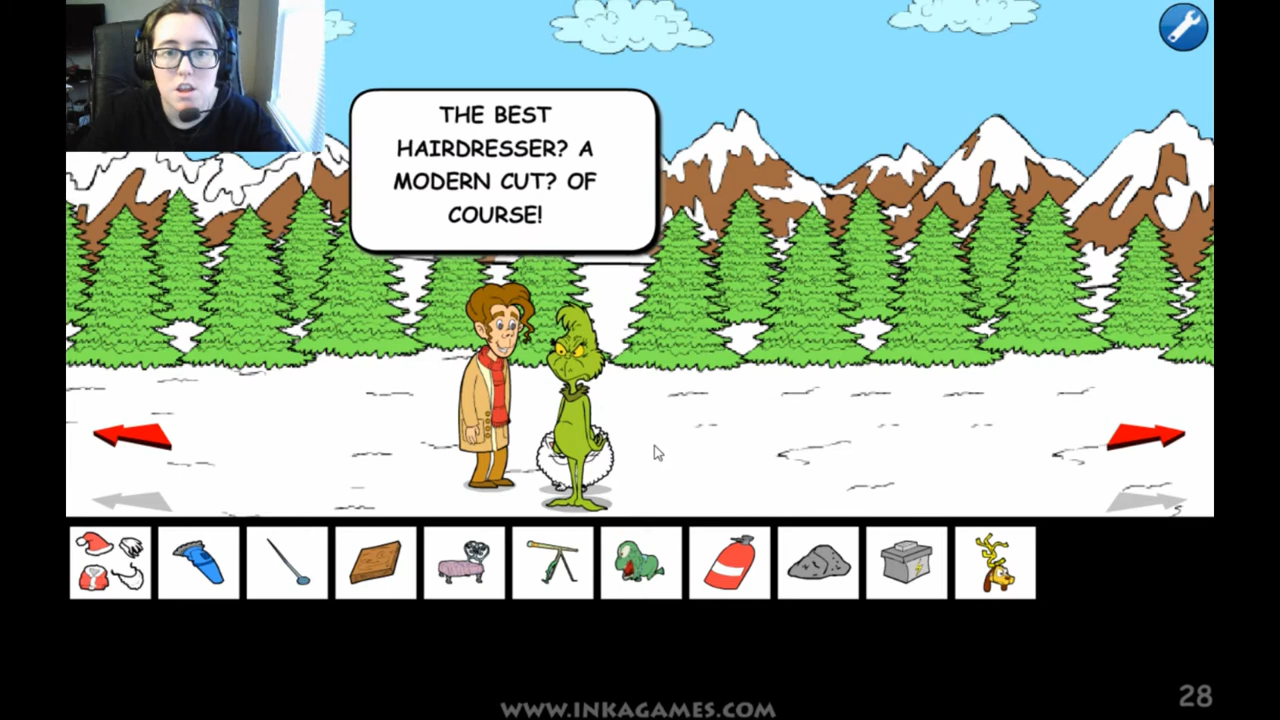 THE BEST
HAIRDRESSER? A
MODERN CUT? OF
COURSE!
28
WWW.INKAGAMES.COM